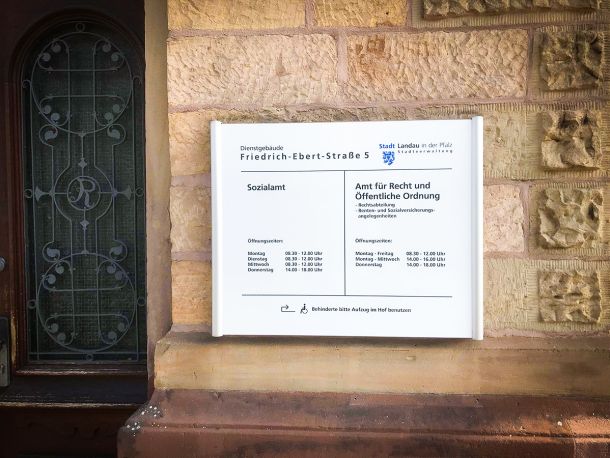 Dienstgebäude
Friedrich-Ebert-Straße 5
Stadt Landau in der Pfalz
Stadtverwaltung
Sozialamt
Öffnungszeiten:
Montag 08.30 - 12.00 Uhr
Dienstag 08.30 - 12.00 Uhr
Mittwoch 08.30 - 12.00 Uhr
Donnerstag 14.00 - 18.00 Uhr
Amt für Recht und
Öffentliche Ordnung
- Rechtsabteilung
- Renten- und Sozialversicherungs-
angelegenheiten
Öffnungszeiten:
Montag - Freitag 08.30 - 12.00 Uhr
Montag - Mittwoch 14.00 - 16.00 Uhr
Donnerstag 14.00 - 18.00 Uhr
Behinderte bitte Aufzug im Hof benutzen
R